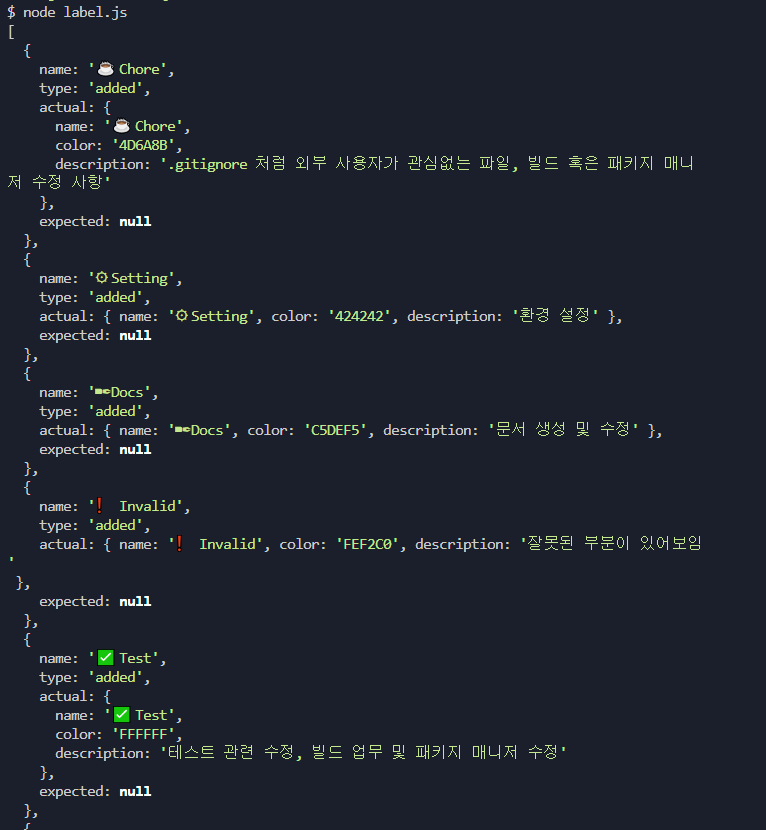 $ node label.js
[
  {
    name: '☕ Chore',
    type: 'added',
    actual: {
      name: '☕ Chore',
      color: '4D6A8B',
      description: '.gitignore 처럼 외부 사용자가 관심없는 파일, 빌드 혹은 패키지 매니
저 수정 사항'
    },
    expected: null
  },
  {
    name: '⚙Setting',
    type: 'added',
    actual: { name: '⚙Setting', color: '424242', description: '환경 설정' },
    expected: null
  },
  {
    name: '✒Docs',
    type: 'added',
    actual: { name: '✒Docs', color: 'C5DEF5', description: '문서 생성 및 수정' },
    expected: null
  },
  {
    name: '❗ Invalid',
    type: 'added',
    actual: { name: '❗ Invalid', color: 'FEF2C0', description: '잘못된 부분이 있어보임
'
 },
    expected: null
  },
  {
    name: '✅ Test',
    type: 'added',
    actual: {
      name: '✅ Test',
      color: 'FFFFFF',
      description: '테스트 관련 수정, 빌드 업무 및 패키지 매니저 수정'
    },
    expected: null
  },
  {